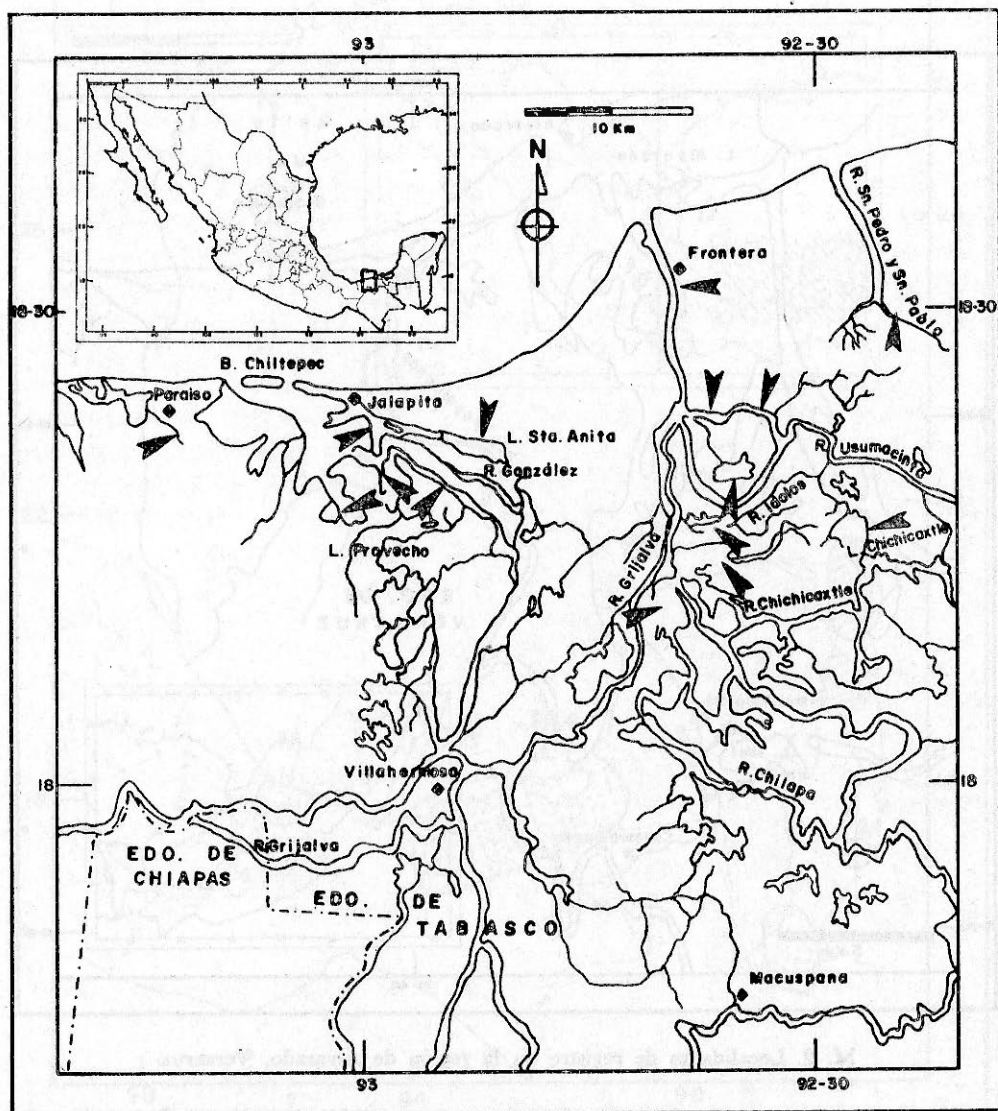 93
92-30
10 Km
N
R. Sn. Pedro y Sn. Pablo
Frontera
18-30
18-30
B. Chiltepec
Paraiso
Jalapita
L. Sta. Anita
R. González
R. Usumacinta
R. Idolos
Chichicaxtle
L. Provecho
R. Grijalva
R. Chichicaxtle
Villahermosa
18
18
R. Chilapa
R. Grijalva
EDO. DE
CHIAPAS
EDO. DE
TABASCO
Macuspana
93
92-30